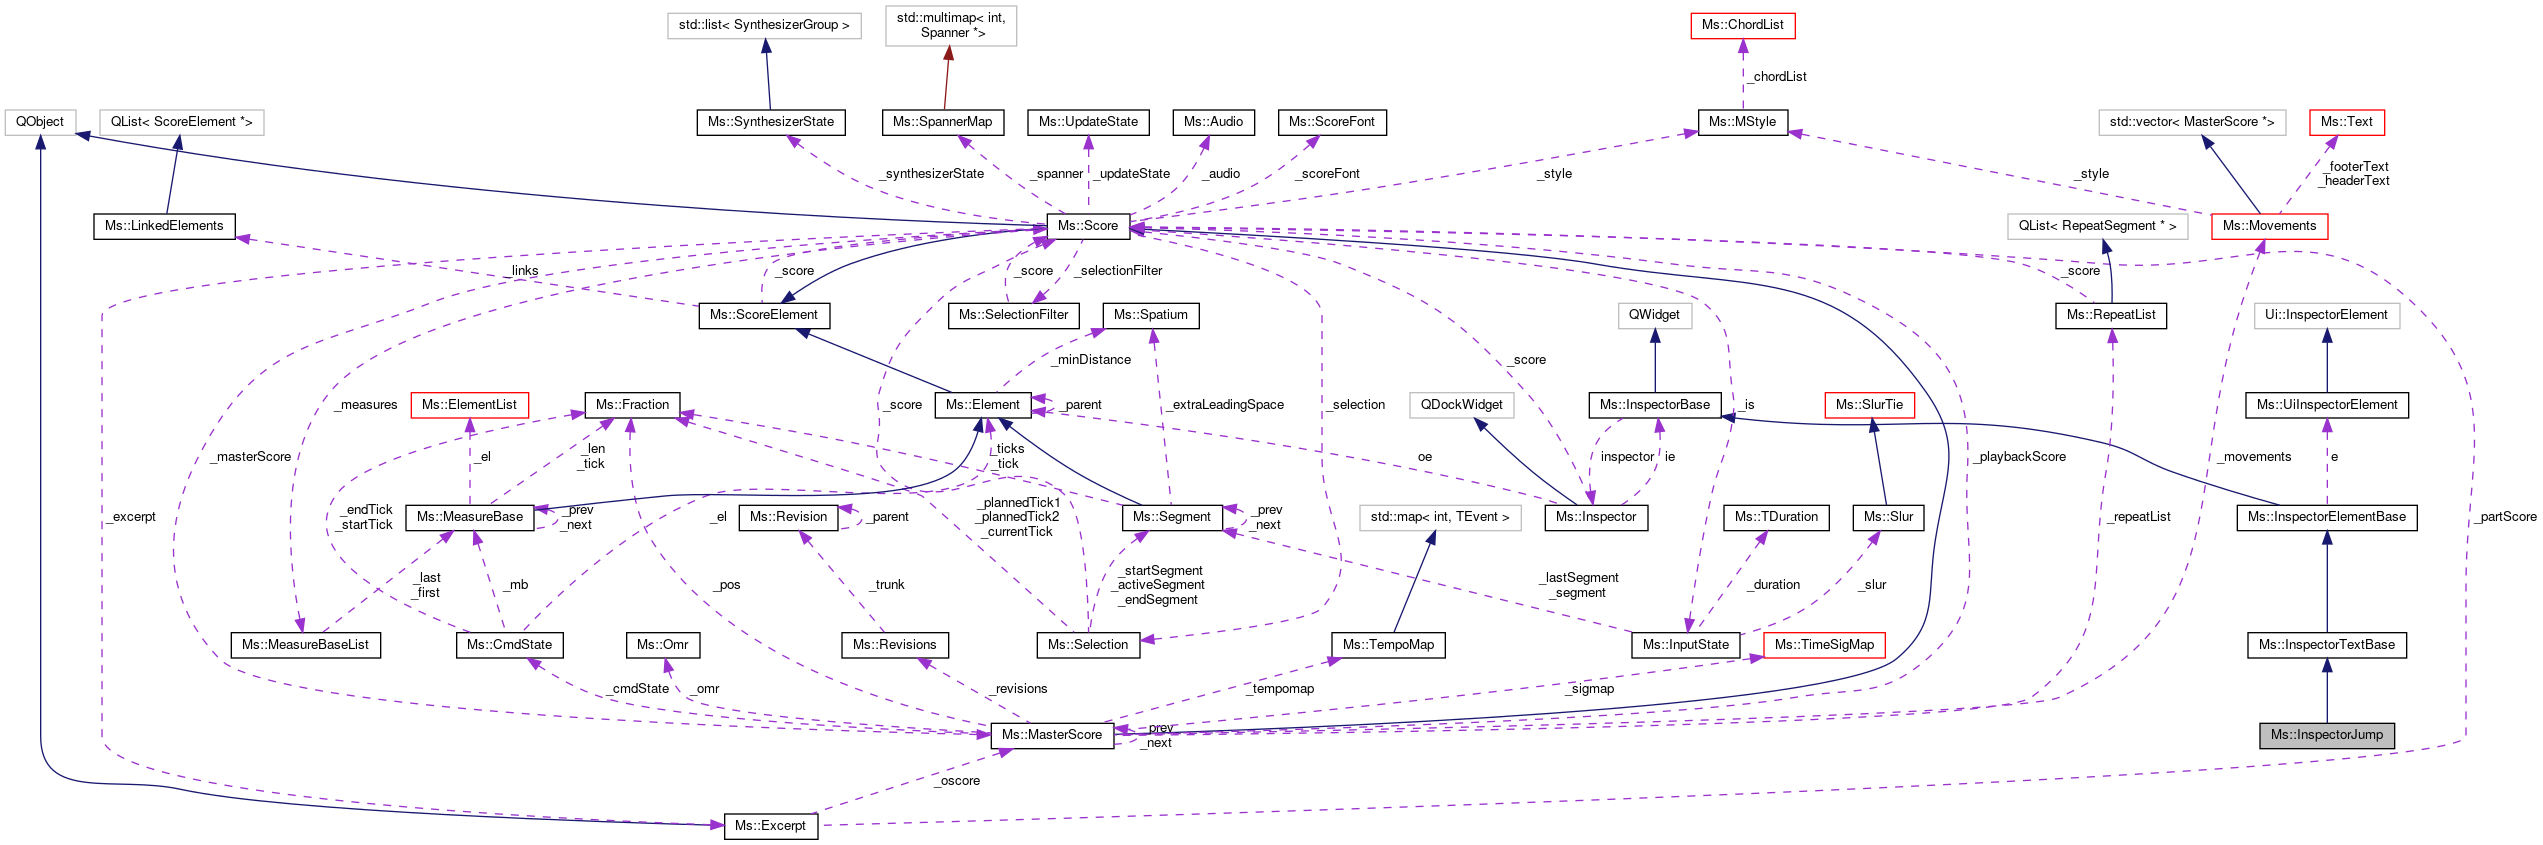 std::list< SynthesizerGroup >
std::multimap< int,
Spanner *>
Ms::ChordList
_chordList
QObject
QList< ScoreElement *>
Ms::SynthesizerState
Ms::SpannerMap
Ms::UpdateState
Ms::Audio
Ms::ScoreFont
Ms::MStyle
std::vector< MasterScore *>
Ms::Text
_synthesizerState
_spanner
_updateState
_audio
_scoreFont
_style
_style
_footerText
_headerText
Ms::LinkedElements
Ms::Score
QList< RepeatSegment * >
Ms::Movements
_links
_score
_score
_selectionFilter
_score
Ms::ScoreElement
Ms::SelectionFilter
Ms::Spatium
QWidget
Ms::RepeatList
Ui::InspectorElement
_minDistance
_score
_measures
Ms::ElementList
Ms::Fraction
_score
Ms::Element
_parent
_extraLeadingSpace
_selection
QDockWidget
Ms::InspectorBase
_is
Ms::SlurTie
Ms::UiInspectorElement
_masterScore
_el
_len
_tick
_ticks
_tick
oe
inspector
ie
_playbackScore
_movements
e
_excerpt
_endTick
_startTick
Ms::MeasureBase
_prev
_next
_el
Ms::Revision
_parent
_plannedTick1
_plannedTick2
_currentTick
Ms::Segment
_prev
_next
std::map< int, TEvent >
Ms::Inspector
Ms::TDuration
Ms::Slur
_repeatList
Ms::InspectorElementBase
_partScore
_last
_first
_mb
_pos
_trunk
_startSegment
_activeSegment
_endSegment
_lastSegment
_segment
_duration
_slur
Ms::MeasureBaseList
Ms::CmdState
Ms::Omr
Ms::Revisions
Ms::Selection
Ms::TempoMap
Ms::InputState
Ms::TimeSigMap
Ms::InspectorTextBase
_cmdState
_omr
_revisions
_tempomap
_sigmap
Ms::MasterScore
_prev
_next
Ms::InspectorJump
_oscore
Ms::Excerpt